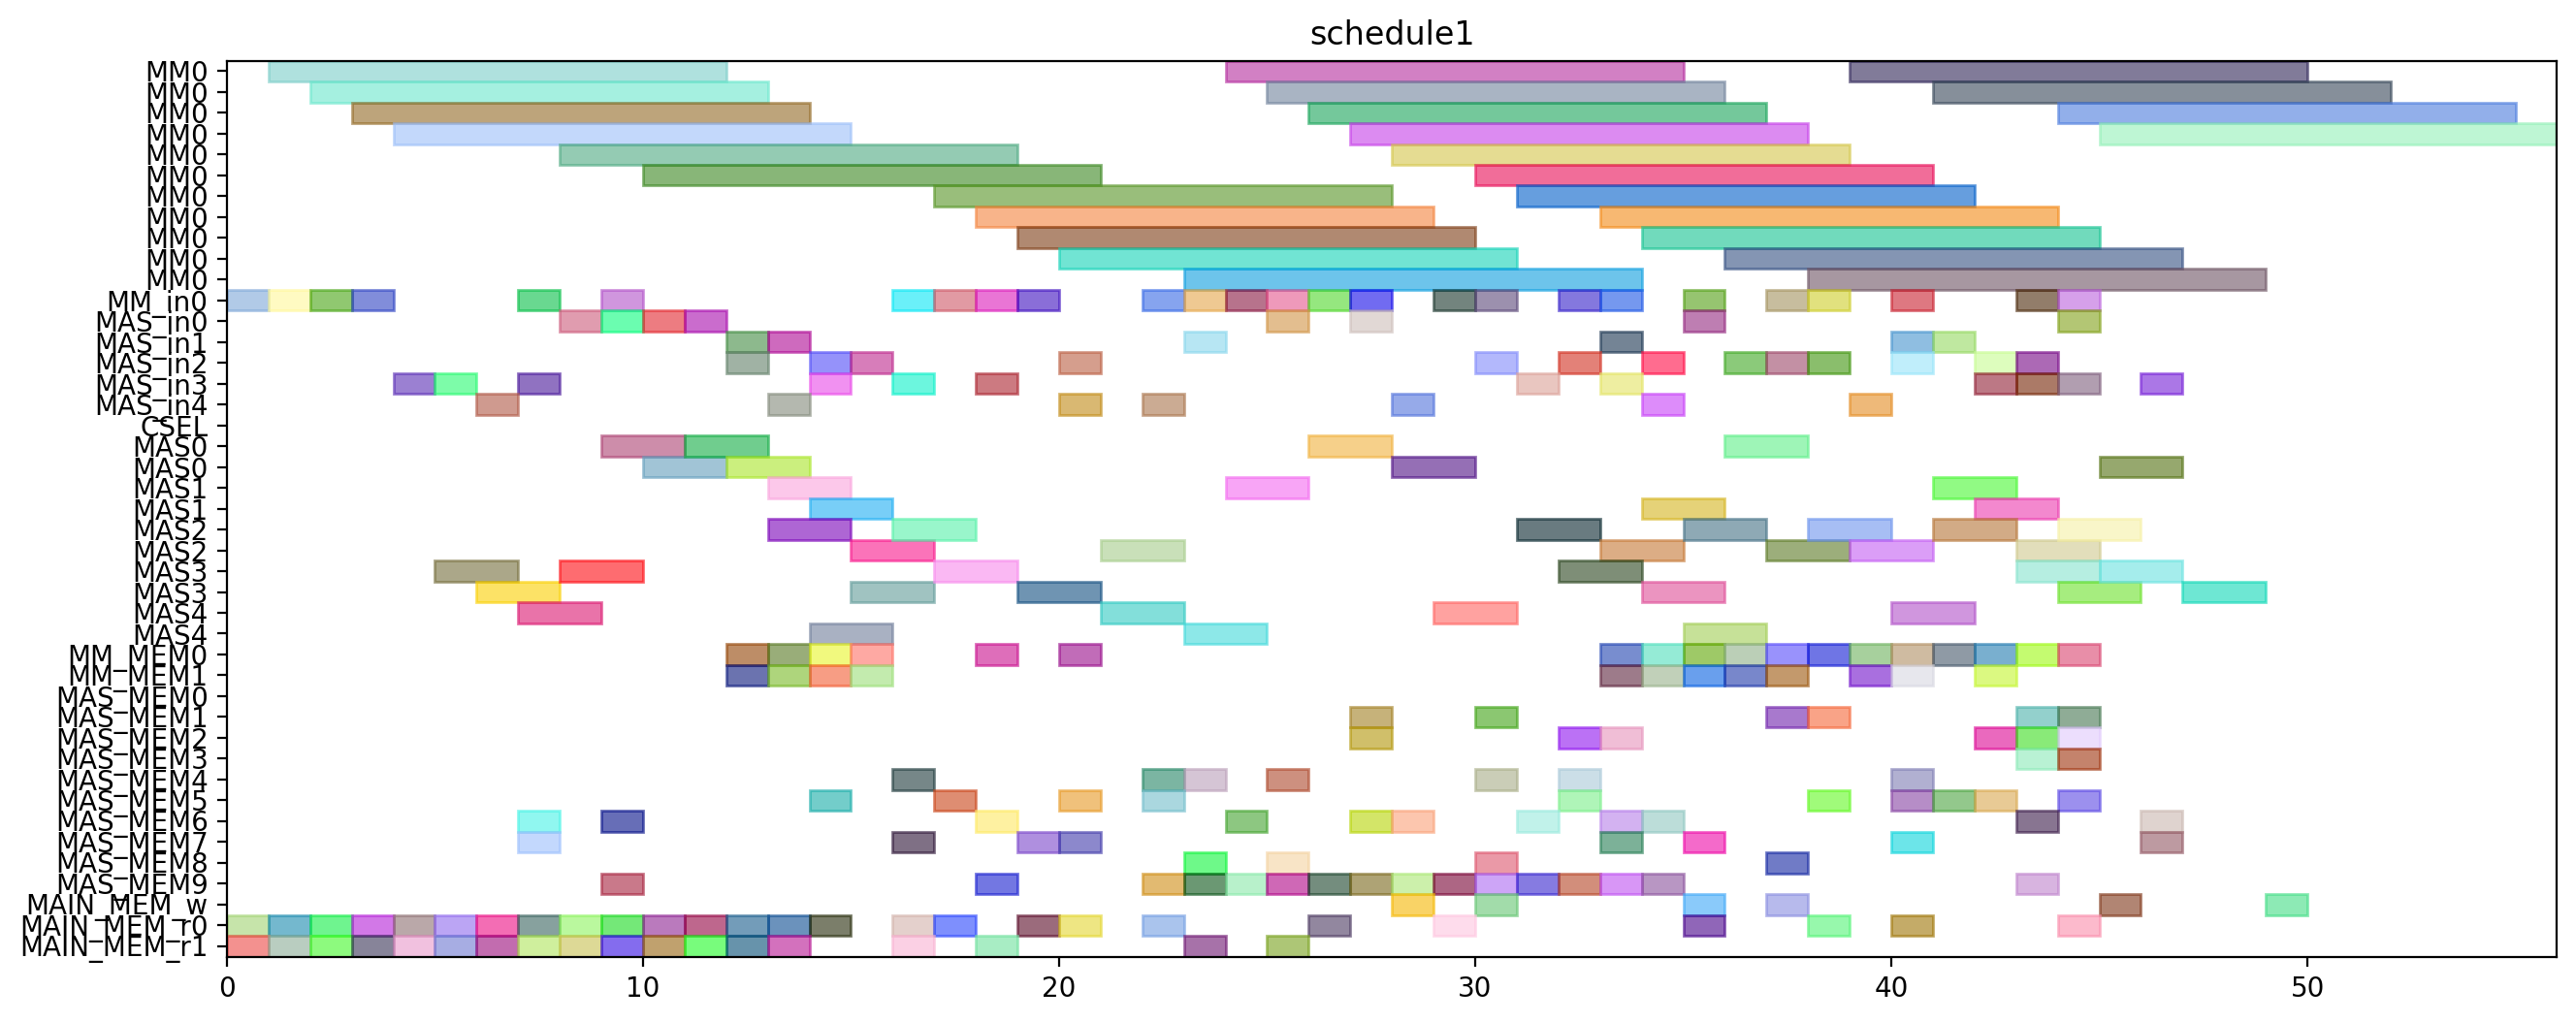 schedule1
MM0
MM0
MM0
MM0
MM0
MM0
MM0
MM0
MM0
MM0
MM0
MM_in0
MAS_in0
MAS_in1
MAS_in2
MAS_in3
MAS_in4
CSEL
MAS0
MAS0
MAS1
MAS1
MAS2
MAS2
MAS3
MAS3
MAS4
MAS4
MM_MEM0
MM_MEM1
MAS_MEM0
MAS_MEM1
MAS_MEM2
MAS_MEM3
MAS_MEM4
MAS_MEM5
MAS_MEM6
MAS_MEM7
MAS_MEM8
MAS_MEM9
MAIN_MEM_w
MAIN_MEM_r0
MAIN_MEM_r1
0 10 20 30 40 50